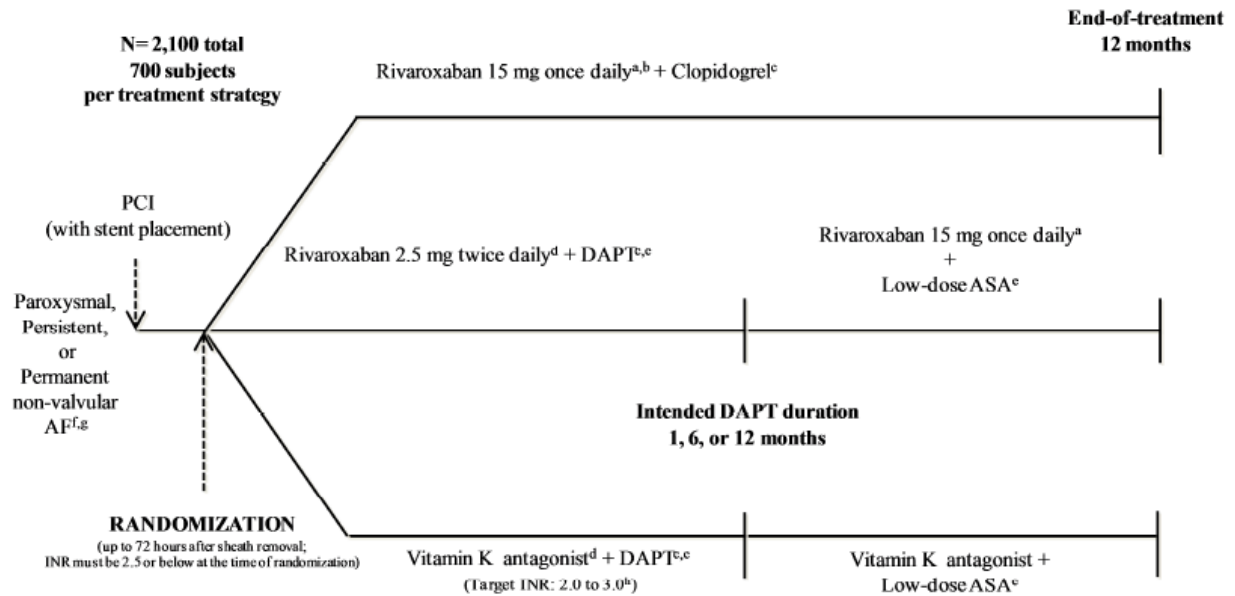 End-of-treatment
12 months
N= 2,100 total
700 subjects
per treatment strategy
Rivaroxaban 15 mg once daily^a,b + Clopidogrel^c
PCI
(with stent placement)
Rivaroxaban 2.5 mg twice daily^d + DAPT^c,e
Rivaroxaban 15 mg once daily^a
+
Low-dose ASA^e
Paroxysmal,
Persistent,
or
Permanent
non-valvular
AF^f,g
Intended DAPT duration
1, 6, or 12 months
RANDOMIZATION
(up to 72 hours after sheath removal;
INR must be 2.5 or below at the time of randomization)
Vitamin K antagonist^d + DAPT^c,e
(Target INR: 2.0 to 3.0^h)
Vitamin K antagonist +
Low-dose ASA^e